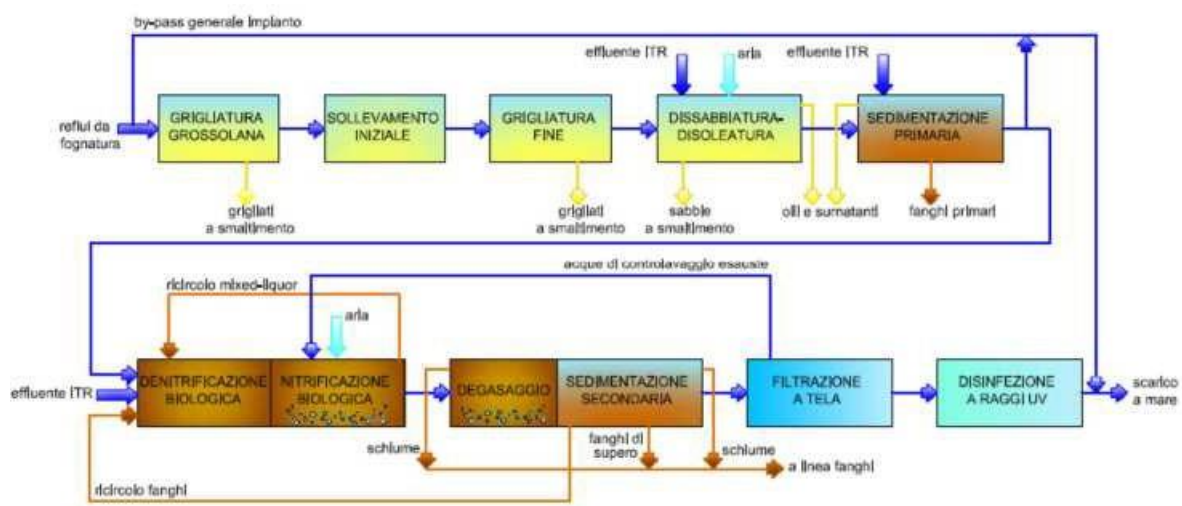 by-pass generale impianto
effluente ITR
aria
effluente ITR
reflui da
fognatura
GRIGLIATURA
GROSSOLANA
SOLLEVAMENTO
INIZIALE
GRIGLIATURA
FINE
DISSABBIATURA-
DISOLEATURA
SEDIMENTAZIONE
PRIMARIA
grigliati
a smaltimento
grigliati
a smaltimento
sabbie
a smaltimento
olii e surnatanti
fanghi primari
acque di controlavaggio esauste
ricircolo mixed-liquor
aria
effluente ITR
DENITRIFICAZIONE
BIOLOGICA
NITRIFICAZIONE
BIOLOGICA
DEGASAGGIO
SEDIMENTAZIONE
SECONDARIA
FILTRAZIONE
A TELA
DISINFEZIONE
A RAGGI UV
scarico
a mare
schiume
fanghi di
supero
schiume
a linea fanghi
ricircolo fanghi